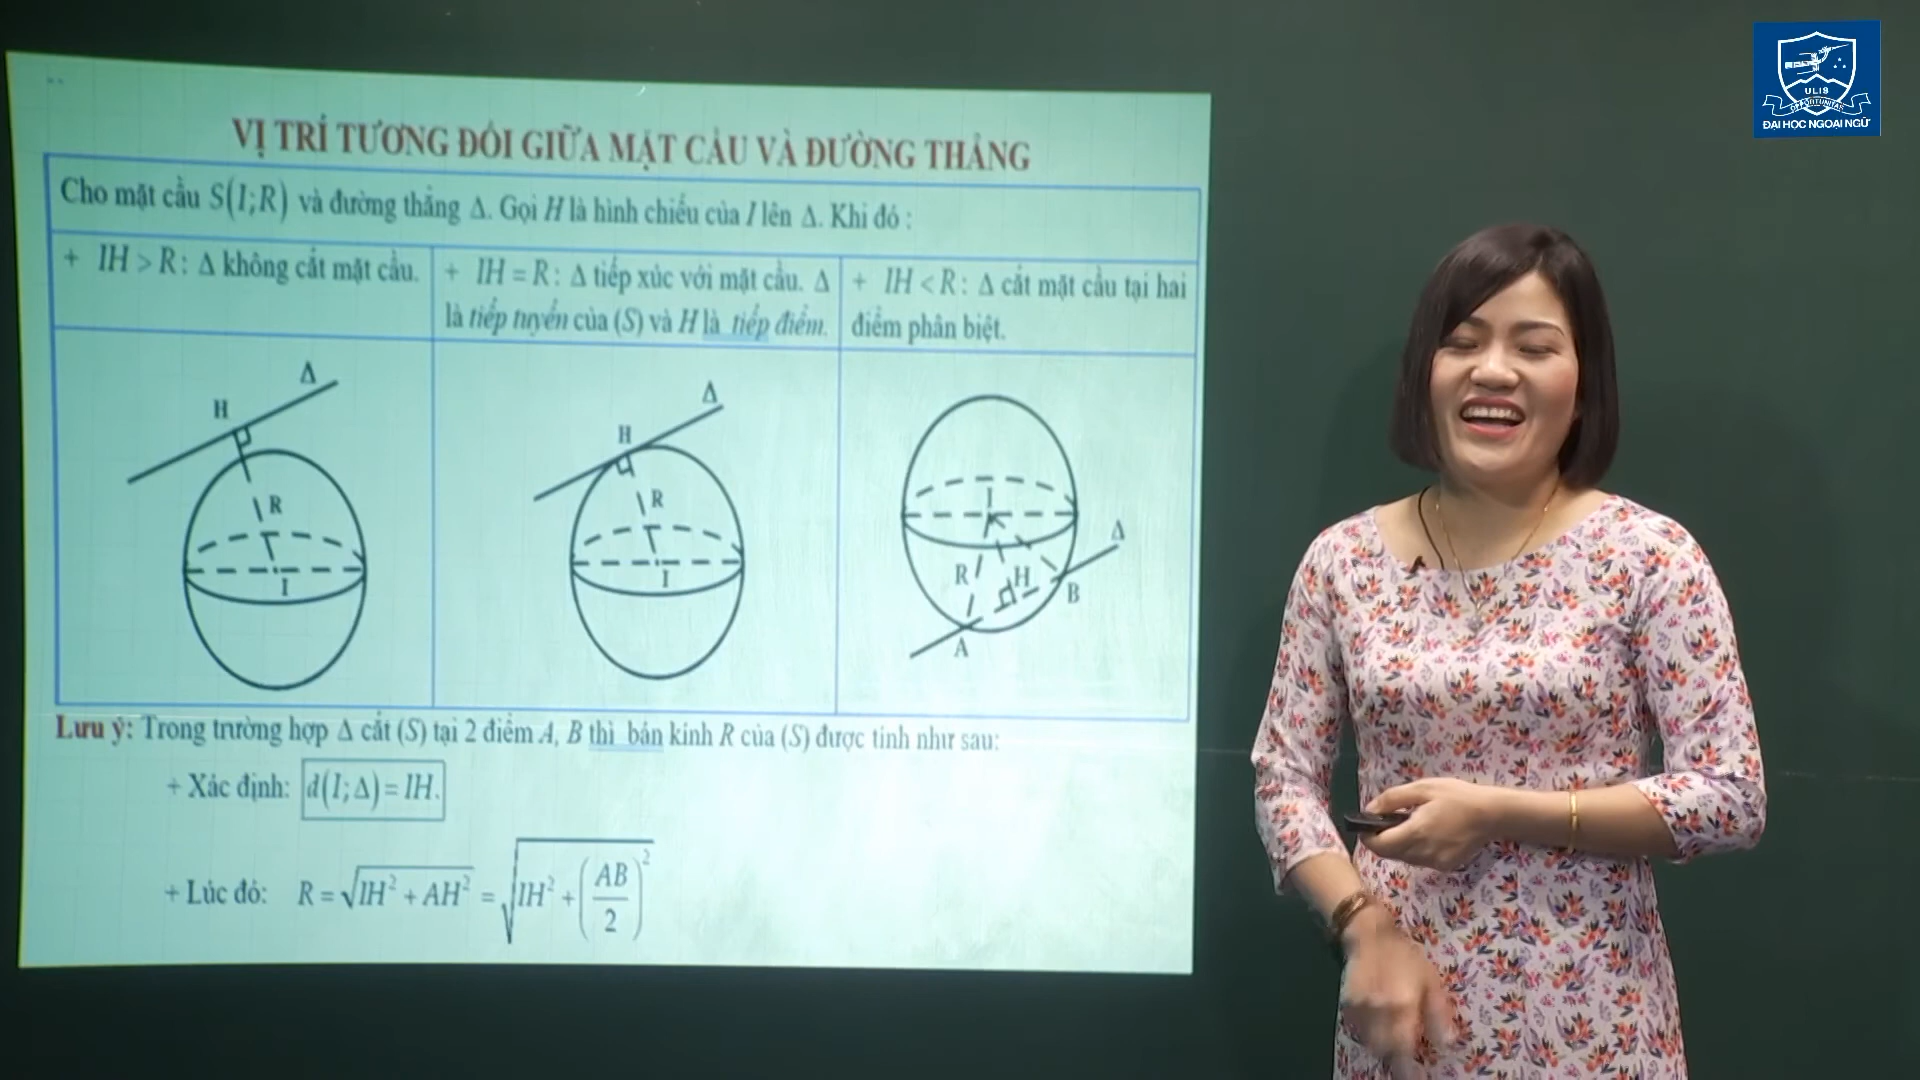 VỊ TRÍ TƯƠNG ĐỐI GIỮA MẶT CẦU VÀ ĐƯỜNG THẲNG
Cho mặt cầu S(I;R) và đường thẳng Δ. Gọi H là hình chiếu của I lên Δ. Khi đó :
+ IH > R : Δ không cắt mặt cầu.
+ IH = R : Δ tiếp xúc với mặt cầu. Δ
là tiếp tuyến của (S) và H là tiếp điểm.
+ IH < R : Δ cắt mặt cầu tại hai
điểm phân biệt.
Δ
H
R
I
Δ
H
R
I
I
Δ
R
H
B
A
Lưu ý: Trong trường hợp Δ cắt (S) tại 2 điểm A, B thì bán kính R của (S) được tính như sau:
+ Xác định: d(I;Δ) = IH.
+ Lúc đó: R = √(IH² + AH²) = √(IH² + (AB/2)²)
ULIS
OPPORTUNITAS
ĐẠI HỌC NGOẠI NGỮ